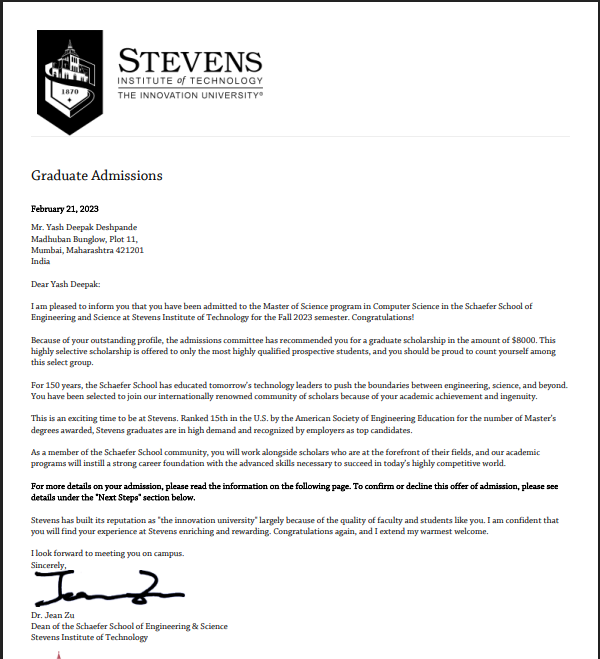 STEVENS
INSTITUTE of TECHNOLOGY
THE INNOVATION UNIVERSITY®
1870
Graduate Admissions
February 21, 2023
Mr. Yash Deepak Deshpande
Madhuban Bunglow, Plot 11,
Mumbai, Maharashtra 421201
India
Dear Yash Deepak:
I am pleased to inform you that you have been admitted to the Master of Science program in Computer Science in the Schaefer School of
Engineering and Science at Stevens Institute of Technology for the Fall 2023 semester. Congratulations!
Because of your outstanding profile, the admissions committee has recommended you for a graduate scholarship in the amount of $8000. This
highly selective scholarship is offered to only the most highly qualified prospective students, and you should be proud to count yourself among
this select group.
For 150 years, the Schaefer School has educated tomorrow's technology leaders to push the boundaries between engineering, science, and beyond.
You have been selected to join our internationally renowned community of scholars because of your academic achievement and ingenuity.
This is an exciting time to be at Stevens. Ranked 15th in the U.S. by the American Society of Engineering Education for the number of Master's
degrees awarded, Stevens graduates are in high demand and recognized by employers as top candidates.
As a member of the Schaefer School community, you will work alongside scholars who are at the forefront of their fields, and our academic
programs will instill a strong career foundation with the advanced skills necessary to succeed in today's highly competitive world.
For more details on your admission, please read the information on the following page. To confirm or decline this offer of admission, please see
details under the "Next Steps" section below.
Stevens has built its reputation as "the innovation university" largely because of the quality of faculty and students like you. I am confident that
you will find your experience at Stevens enriching and rewarding. Congratulations again, and I extend my warmest welcome.
I look forward to meeting you on campus.
Sincerely,
Jean Zu
Dr. Jean Zu
Dean of the Schaefer School of Engineering & Science
Stevens Institute of Technology